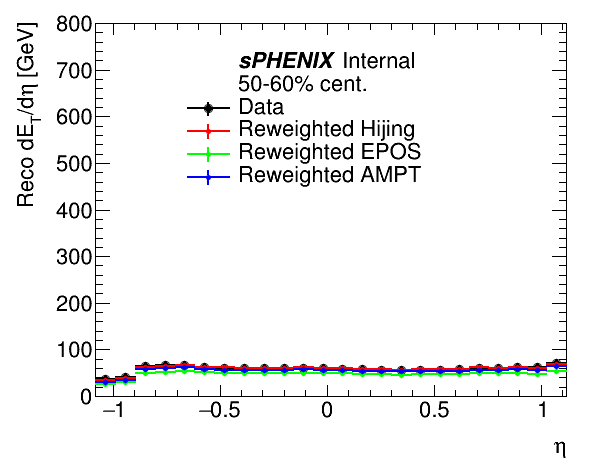 Reco dE_T/dη [GeV]
800
700
600
500
400
300
200
100
0
sPHENIX Internal
50-60% cent.
Data
Reweighted Hijing
Reweighted EPOS
Reweighted AMPT
−1 −0.5 0 0.5 1
η